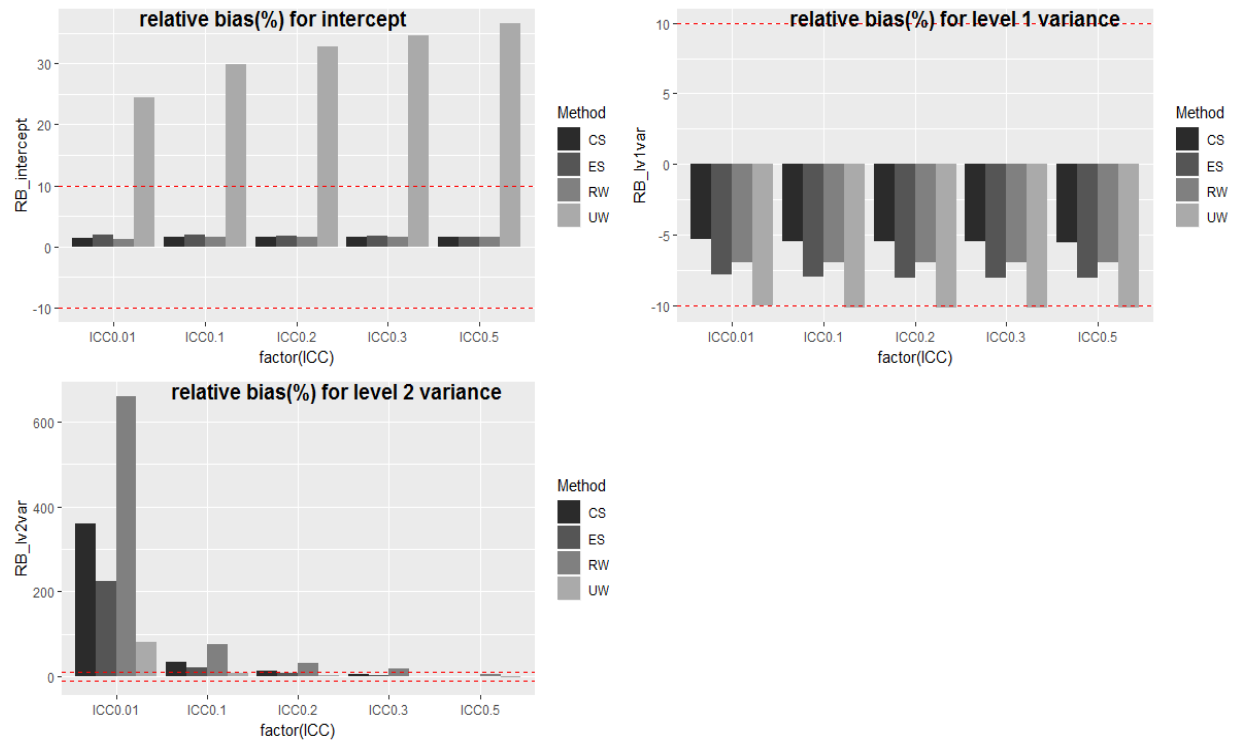 relative bias(%) for intercept
RB_intercept
30
20
10
0
-10
ICC0.01 ICC0.1 ICC0.2 ICC0.3 ICC0.5
factor(ICC)
Method
CS
ES
RW
UW
relative bias(%) for level 1 variance
RB_lv1var
10
5
0
-5
-10
ICC0.01 ICC0.1 ICC0.2 ICC0.3 ICC0.5
factor(ICC)
Method
CS
ES
RW
UW
relative bias(%) for level 2 variance
RB_lv2var
600
400
200
0
ICC0.01 ICC0.1 ICC0.2 ICC0.3 ICC0.5
factor(ICC)
Method
CS
ES
RW
UW